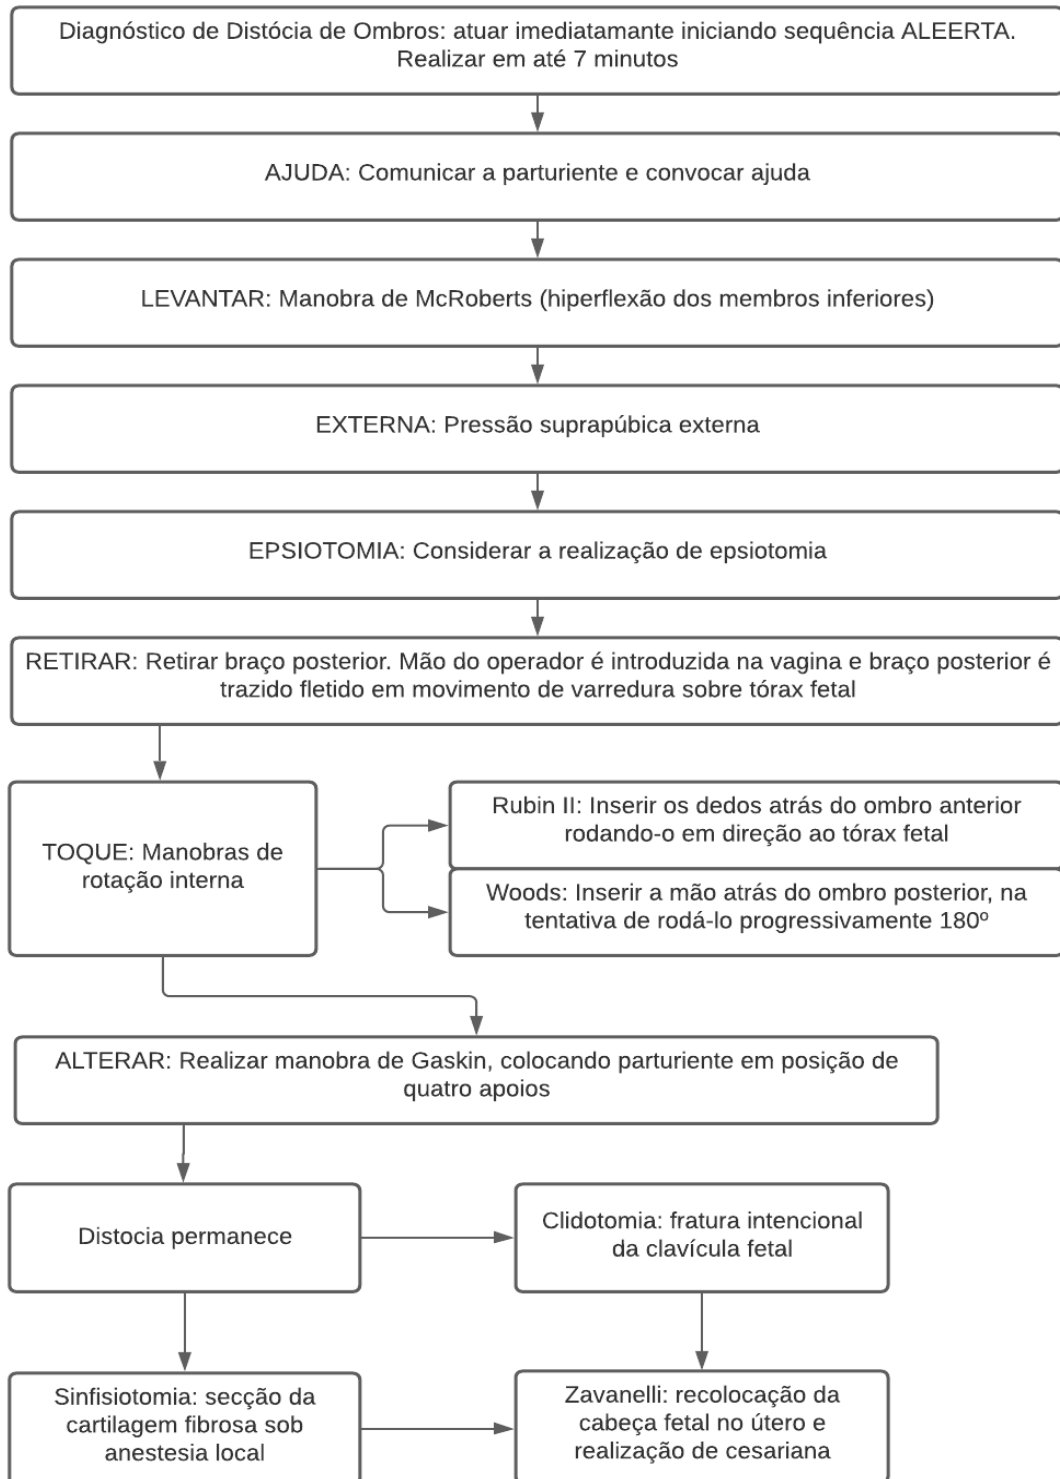 Diagnóstico de Distócia de Ombros: atuar imediatamante iniciando sequência ALEERTA.
Realizar em até 7 minutos
AJUDA: Comunicar a parturiente e convocar ajuda
LEVANTAR: Manobra de McRoberts (hiperflexão dos membros inferiores)
EXTERNA: Pressão suprapúbica externa
EPSIOTOMIA: Considerar a realização de epsiotomia
RETIRAR: Retirar braço posterior. Mão do operador é introduzida na vagina e braço posterior é
trazido fletido em movimento de varredura sobre tórax fetal
TOQUE: Manobras de
rotação interna
Rubin II: Inserir os dedos atrás do ombro anterior
rodando-o em direção ao tórax fetal
Woods: Inserir a mão atrás do ombro posterior, na
tentativa de rodá-lo progressivamente 180º
ALTERAR: Realizar manobra de Gaskin, colocando parturiente em posição de
quatro apoios
Distocia permanece
Clidotomia: fratura intencional
da clavícula fetal
Sinfisiotomia: secção da
cartilagem fibrosa sob
anestesia local
Zavanelli: recolocação da
cabeça fetal no útero e
realização de cesariana